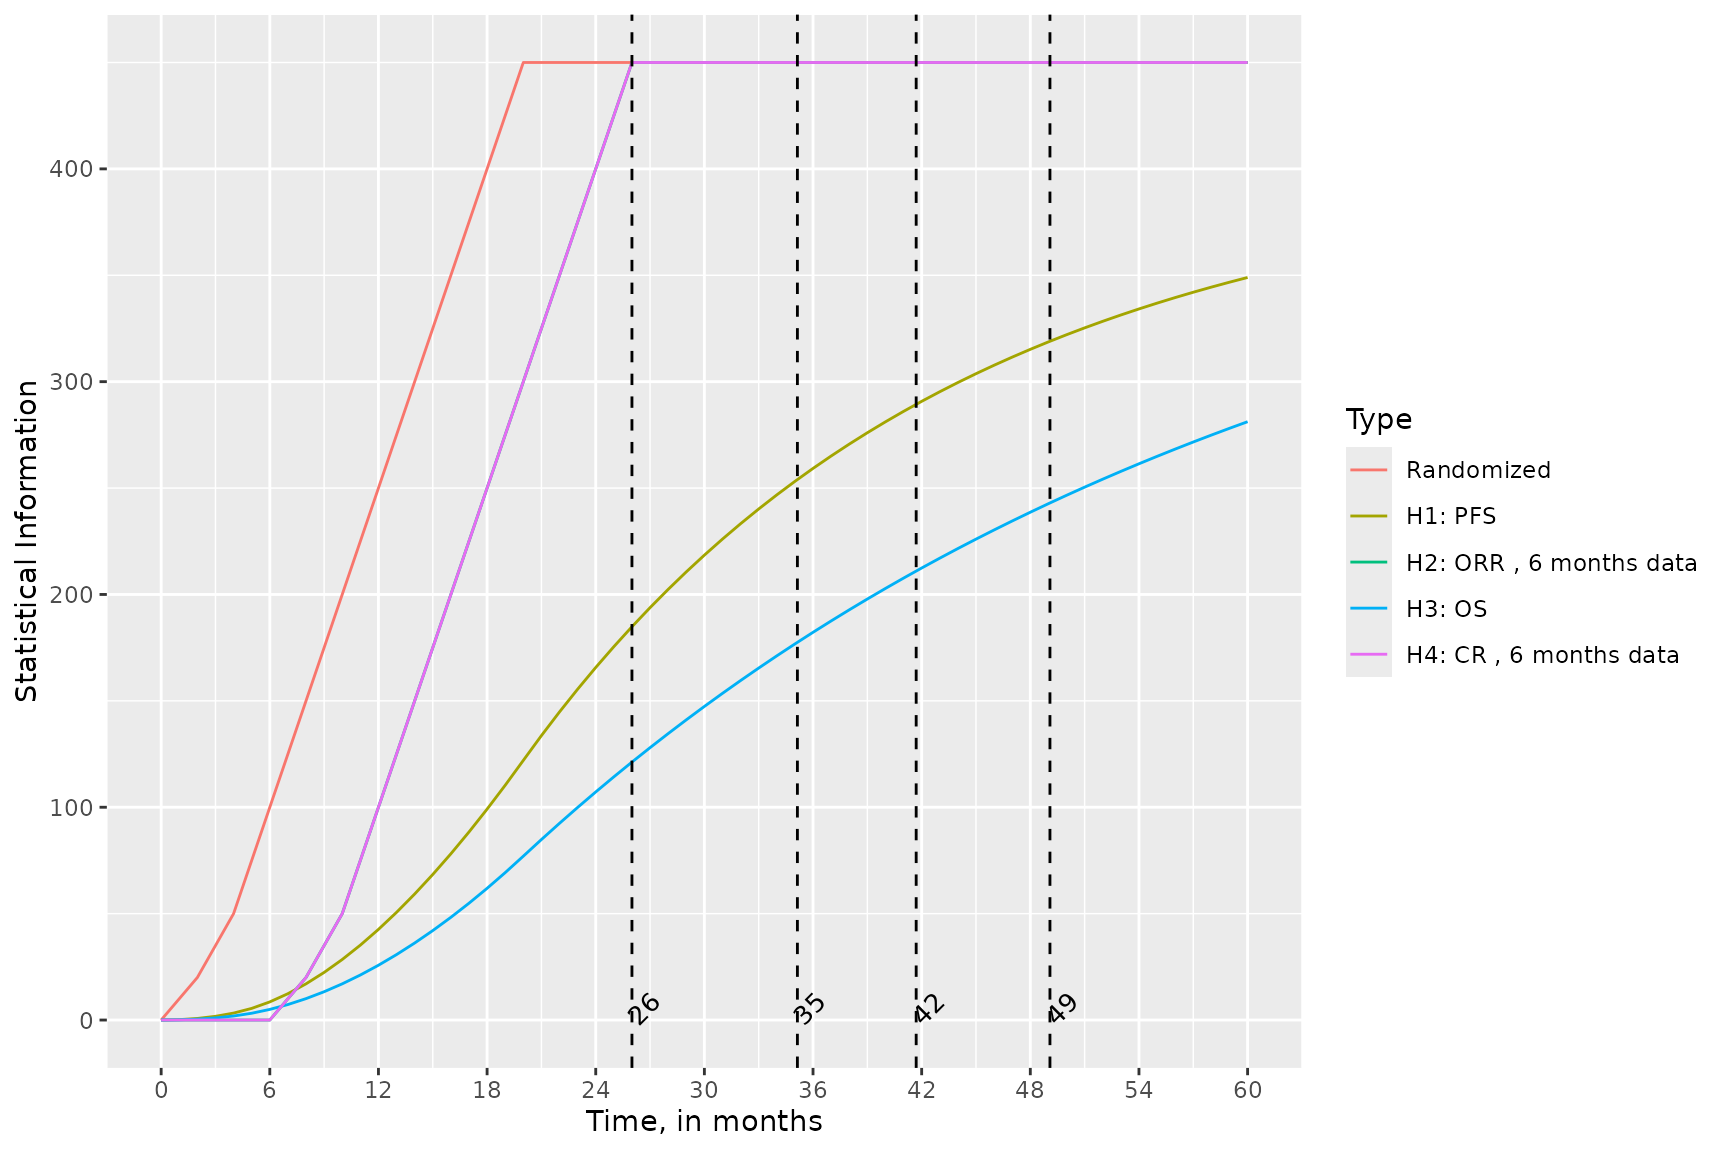 Statistical Information
400
300
200
100
0
26
35
42
49
0 6 12 18 24 30 36 42 48 54 60
Time, in months
Type
Randomized
H1: PFS
H2: ORR , 6 months data
H3: OS
H4: CR , 6 months data